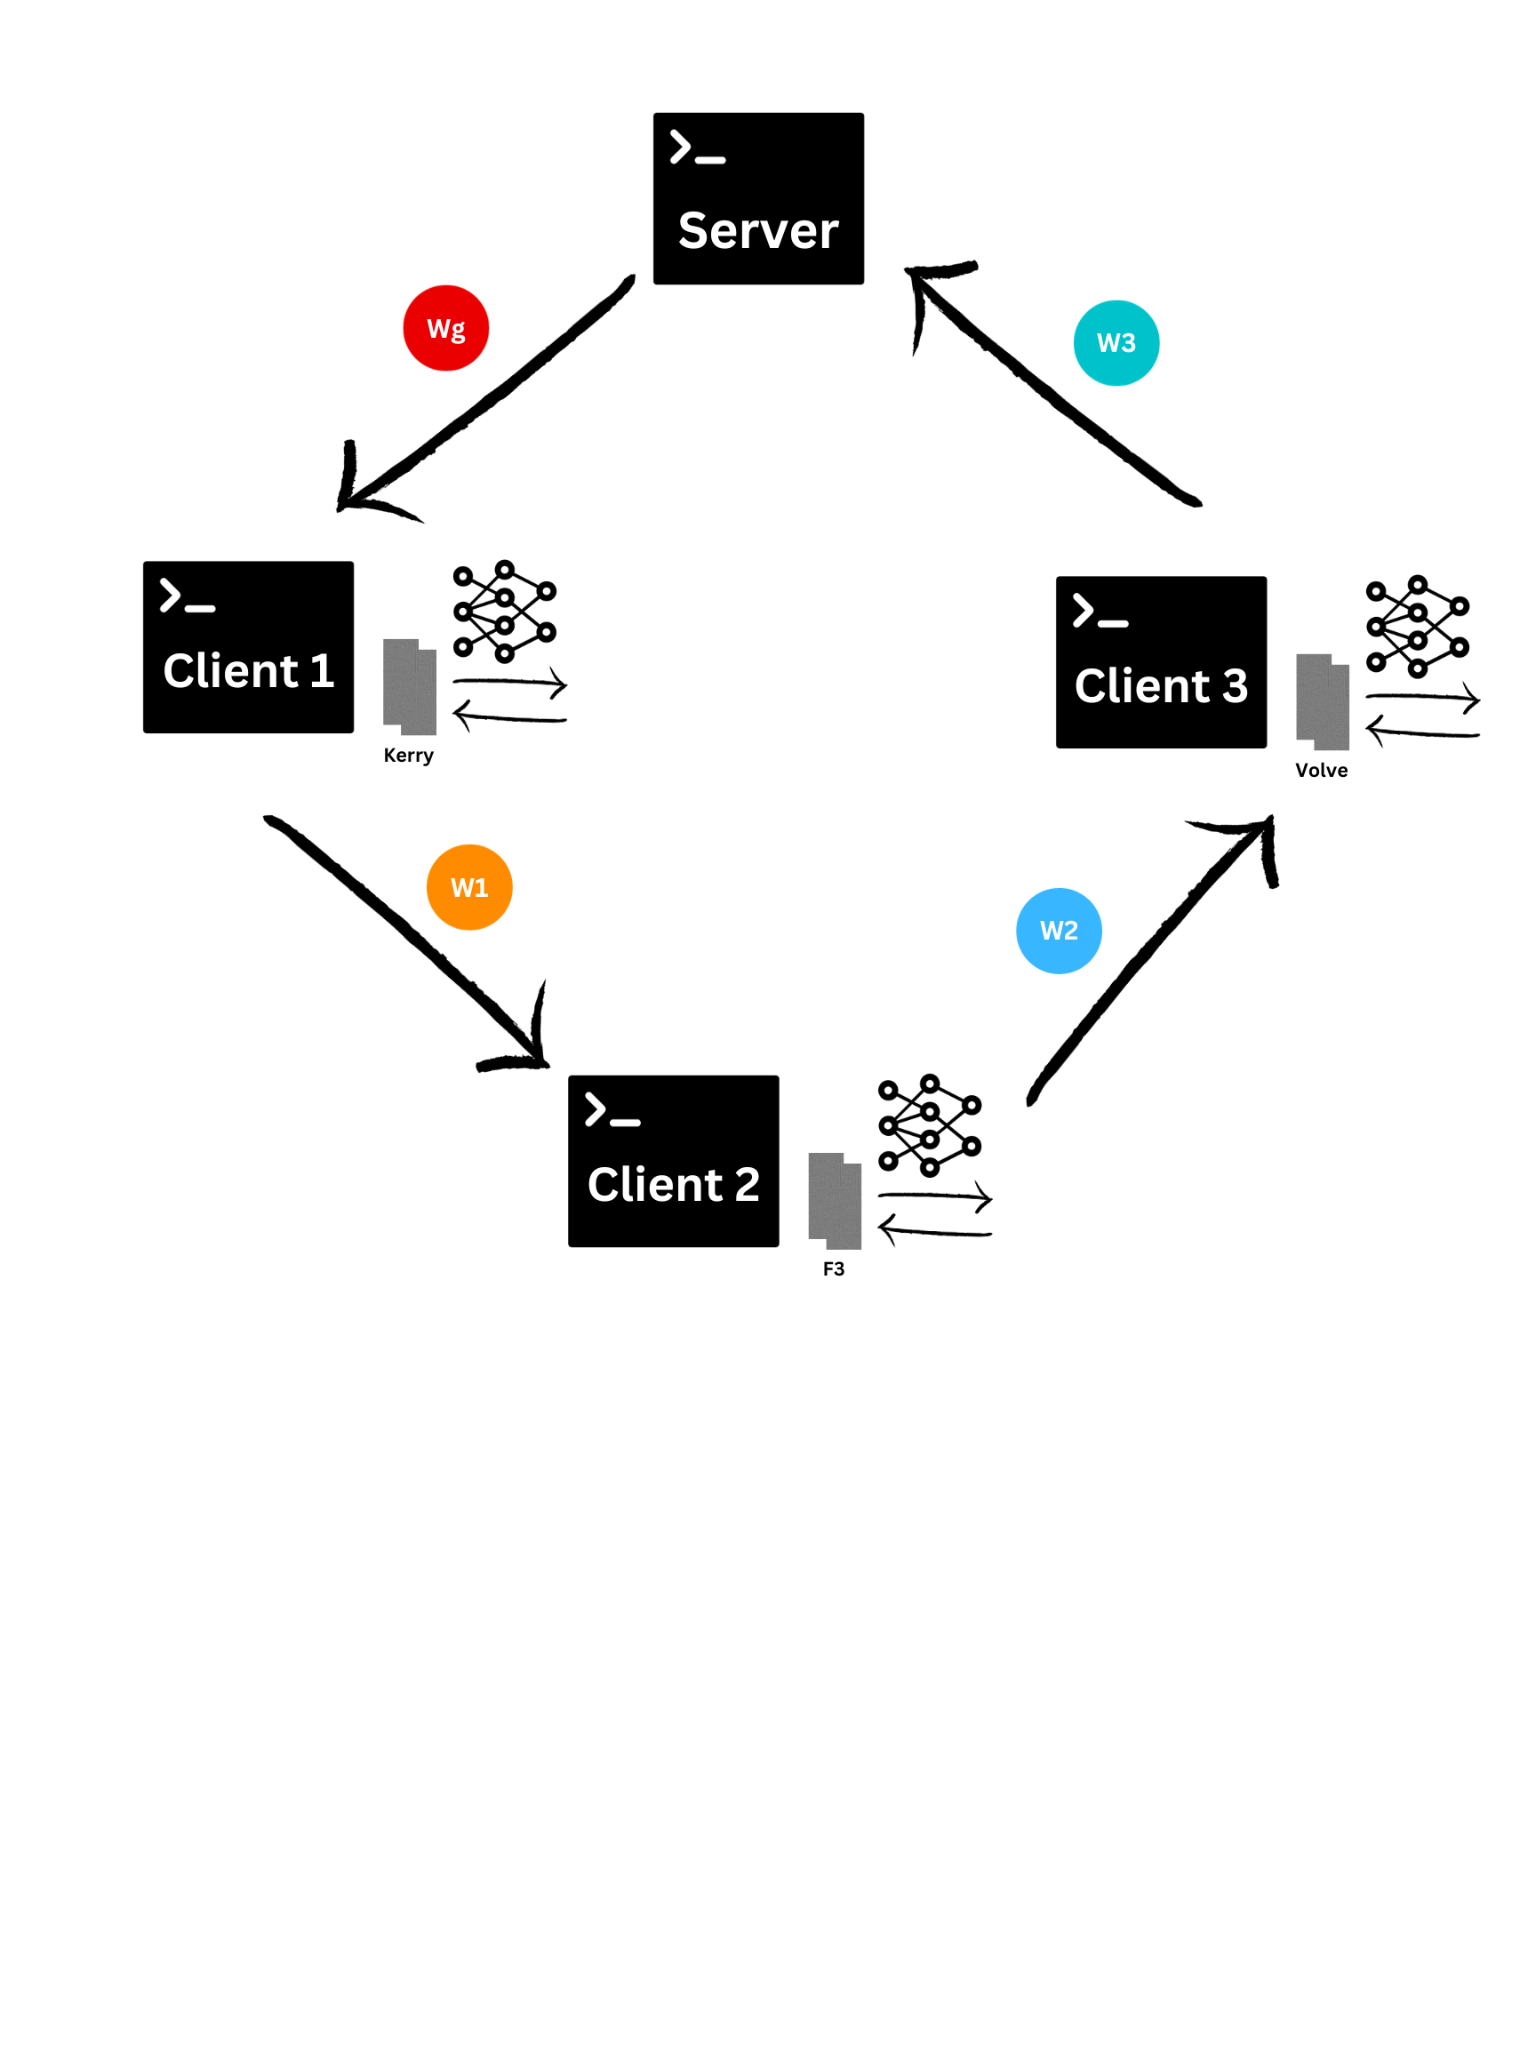 >_
Server
Wg
W3
>_
Client 1
Kerry
>_
Client 3
Volve
W1
W2
>_
Client 2
F3